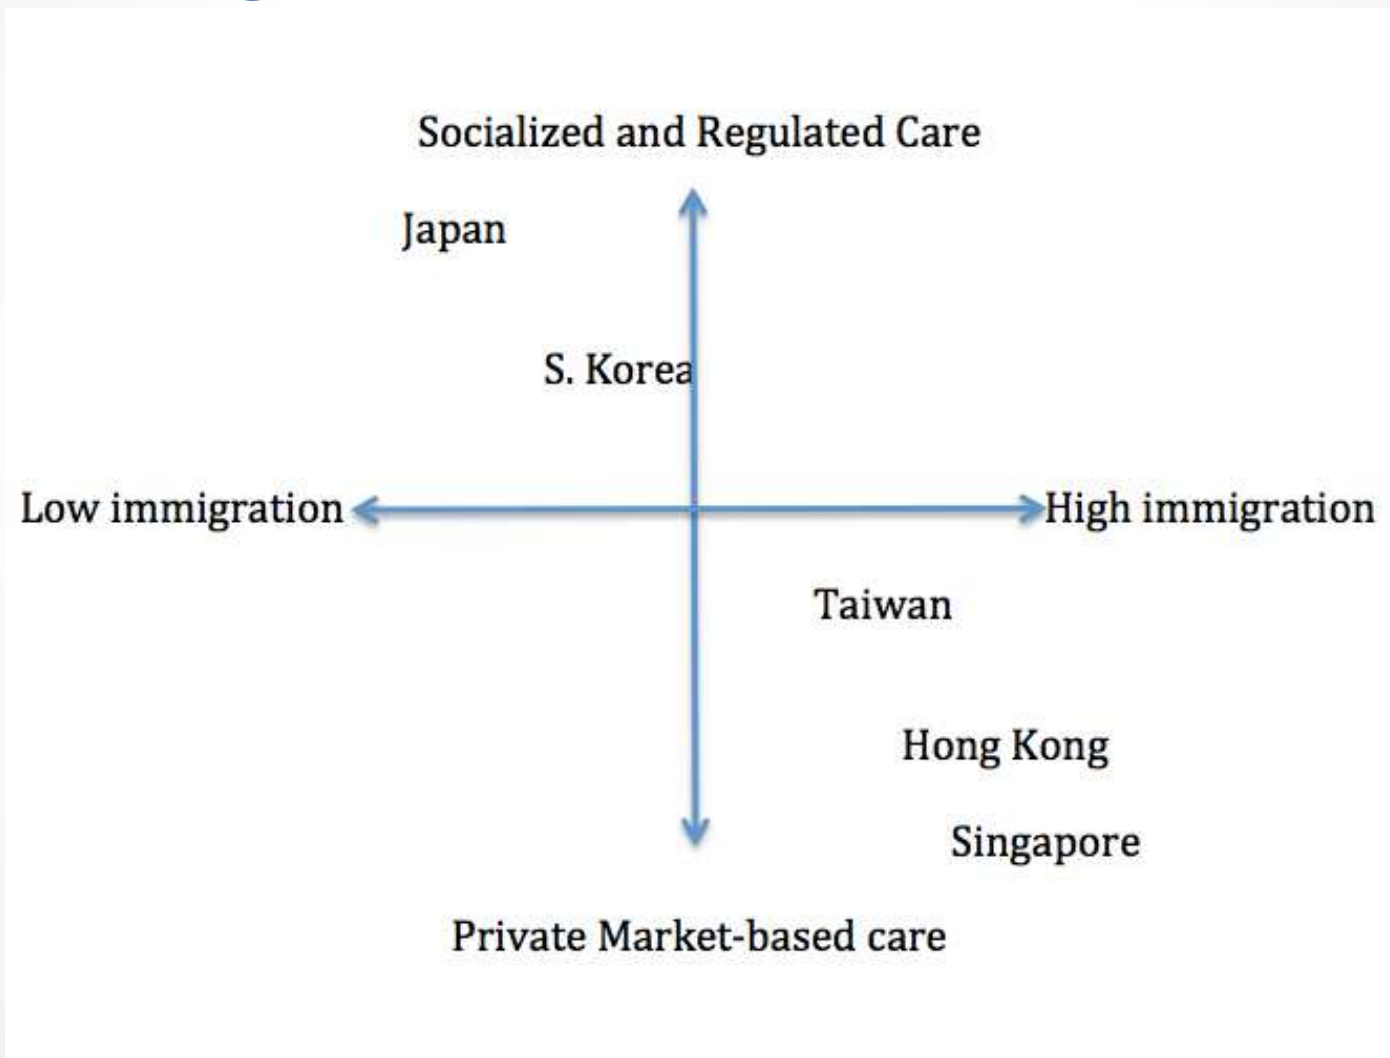 Socialized and Regulated Care
Japan
S. Korea
Low immigration
High immigration
Taiwan
Hong Kong
Singapore
Private Market-based care